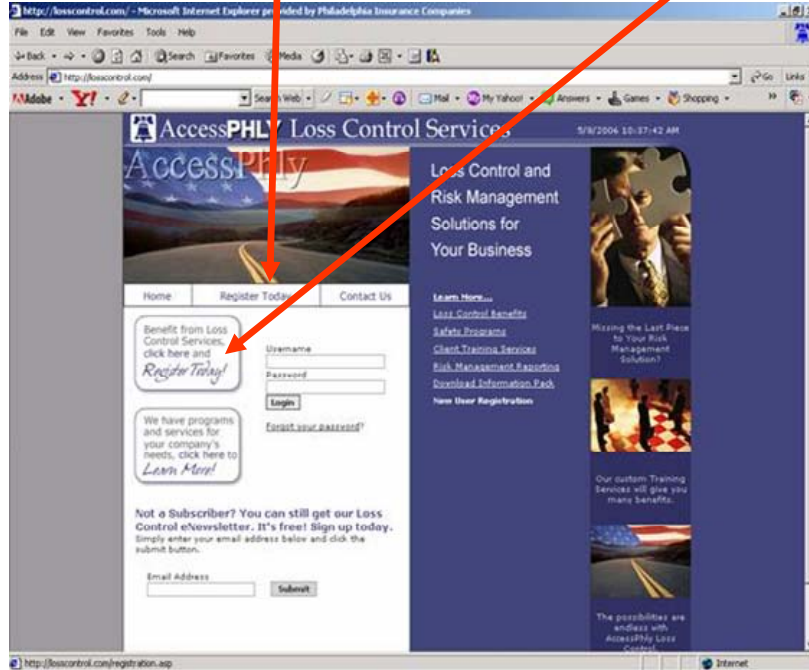 http://losscontrol.com/ - Microsoft Internet Explorer provided by Philadelphia Insurance Companies
File Edit View Favorites Tools Help
Back Search Favorites Media
Address http://losscontrol.com/ Go Links
Adobe Y! Search Web Mail My Yahoo! Answers Games Shopping
AccessPHLY Loss Control Services 5/8/2006 10:37:42 AM
AccessPhly
Loss Control and
Risk Management
Solutions for
Your Business
Home Register Today Contact Us
Learn More...
Loss Control Benefits
Safety Programs
Client Training Services
Risk Management Reporting
Download Information Pack
New User Registration
Benefit from Loss
Control Services,
click here and
Register Today!
Username
Password
Login
Forgot your password?
We have programs
and services for
your company's
needs, click here to
Learn More!
Missing the Last Piece
to Your Risk
Management
Solution?
Our custom Training
Services will give you
many benefits.
Not a Subscriber? You can still get our Loss
Control eNewsletter. It's free! Sign up today.
Simply enter your email address below and click the
submit button.
Email Address
Submit
The possibilities are
endless with
AccessPhly Loss
Control.
http://losscontrol.com/registration.asp Internet